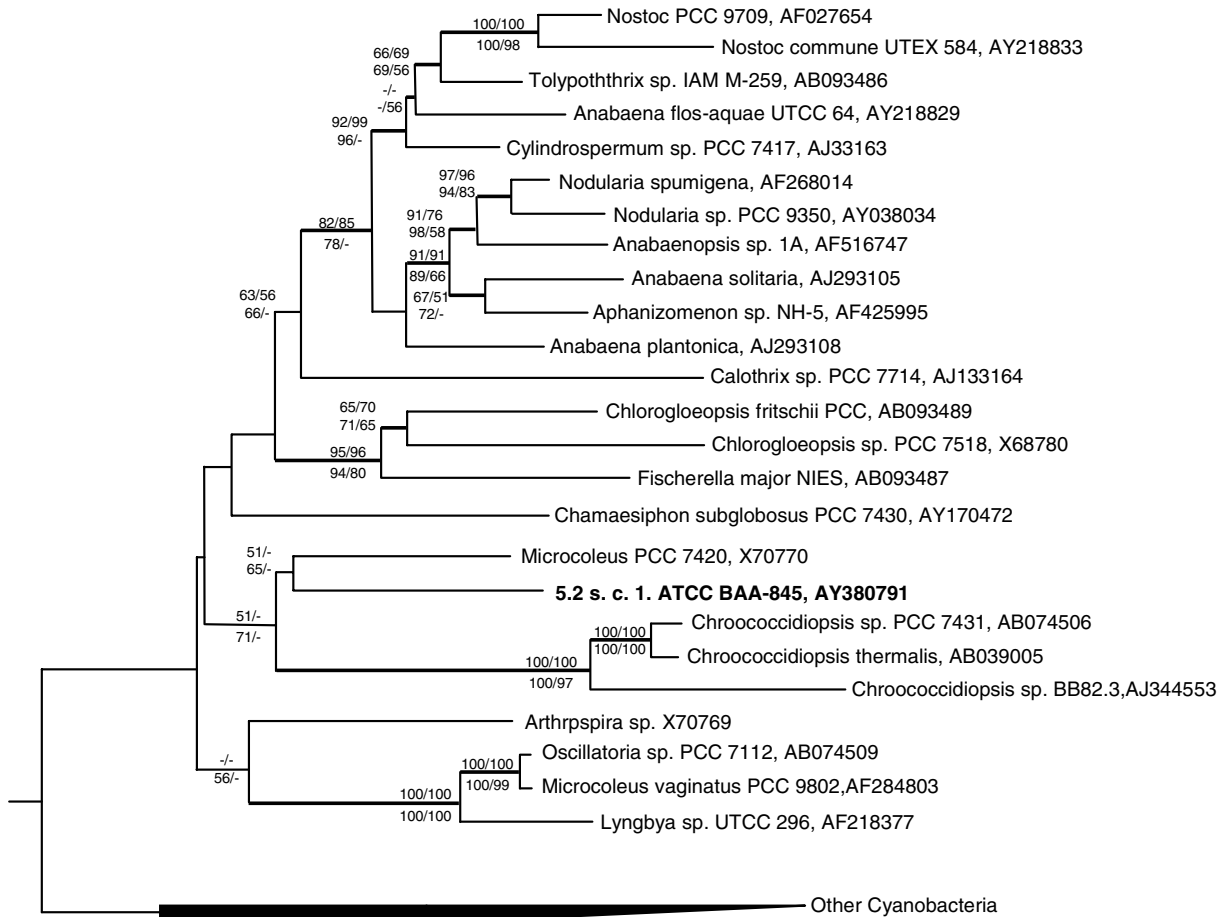 Nostoc PCC 9709, AF027654
100/100
100/98
Nostoc commune UTEX 584, AY218833
66/69
69/56
Tolypoththrix sp. IAM M-259, AB093486
-/-
-/56
Anabaena flos-aquae UTCC 64, AY218829
92/99
96/-
Cylindrospermum sp. PCC 7417, AJ33163
97/96
94/83
Nodularia spumigena, AF268014
Nodularia sp. PCC 9350, AY038034
91/76
98/58
82/85
78/-
Anabaenopsis sp. 1A, AF516747
91/91
89/66
Anabaena solitaria, AJ293105
67/51
72/-
63/56
66/-
Aphanizomenon sp. NH-5, AF425995
Anabaena plantonica, AJ293108
Calothrix sp. PCC 7714, AJ133164
65/70
71/65
Chlorogloeopsis fritschii PCC, AB093489
Chlorogloeopsis sp. PCC 7518, X68780
95/96
94/80
Fischerella major NIES, AB093487
Chamaesiphon subglobosus PCC 7430, AY170472
51/-
65/-
Microcoleus PCC 7420, X70770
5.2 s. c. 1. ATCC BAA-845, AY380791
51/-
71/-
Chroococcidiopsis sp. PCC 7431, AB074506
100/100
100/100
Chroococcidiopsis thermalis, AB039005
100/100
100/97
Chroococcidiopsis sp. BB82.3,AJ344553
Arthrpspira sp. X70769
-/-
56/-
Oscillatoria sp. PCC 7112, AB074509
100/100
100/99
Microcoleus vaginatus PCC 9802,AF284803
100/100
100/100
Lyngbya sp. UTCC 296, AF218377
Other Cyanobacteria